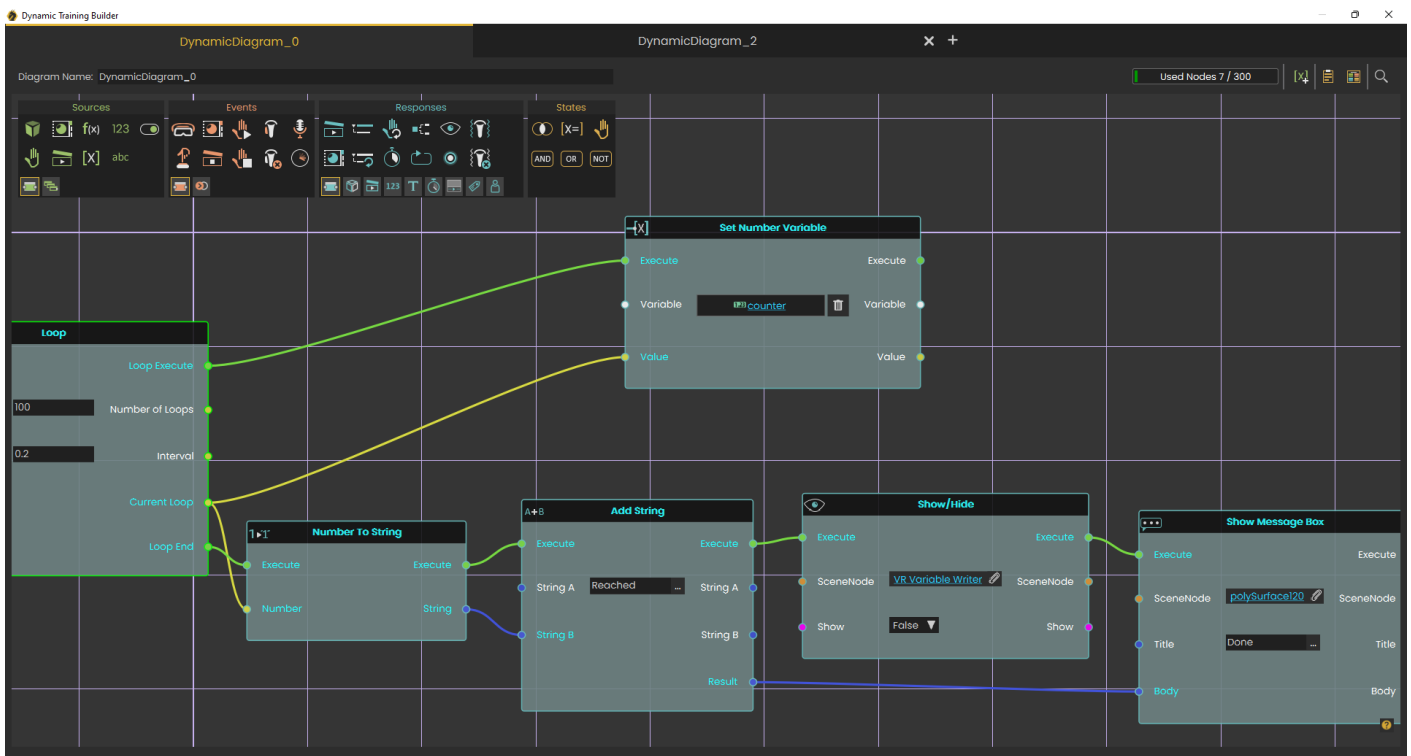 Dynamic Training Builder
DynamicDiagram_0
DynamicDiagram_2
Diagram Name: DynamicDiagram_0
Used Nodes 7 / 300
Sources
Events
Responses
States
f(x) 123
[X] abc
[X=]
AND OR NOT
123 T
Set Number Variable
Execute Execute
Variable counter Variable
Value Value
Loop
Loop Execute
100 Number of Loops
0.2 Interval
Current Loop
Loop End
Number To String
Execute Execute
Number String
A+B Add String
Execute Execute
String A Reached ... String A
String B String B
Result
Show/Hide
Execute Execute
SceneNode VR Variable Writer SceneNode
Show False Show
Show Message Box
Execute Execute
SceneNode polySurface120 SceneNode
Title Done ... Title
Body Body